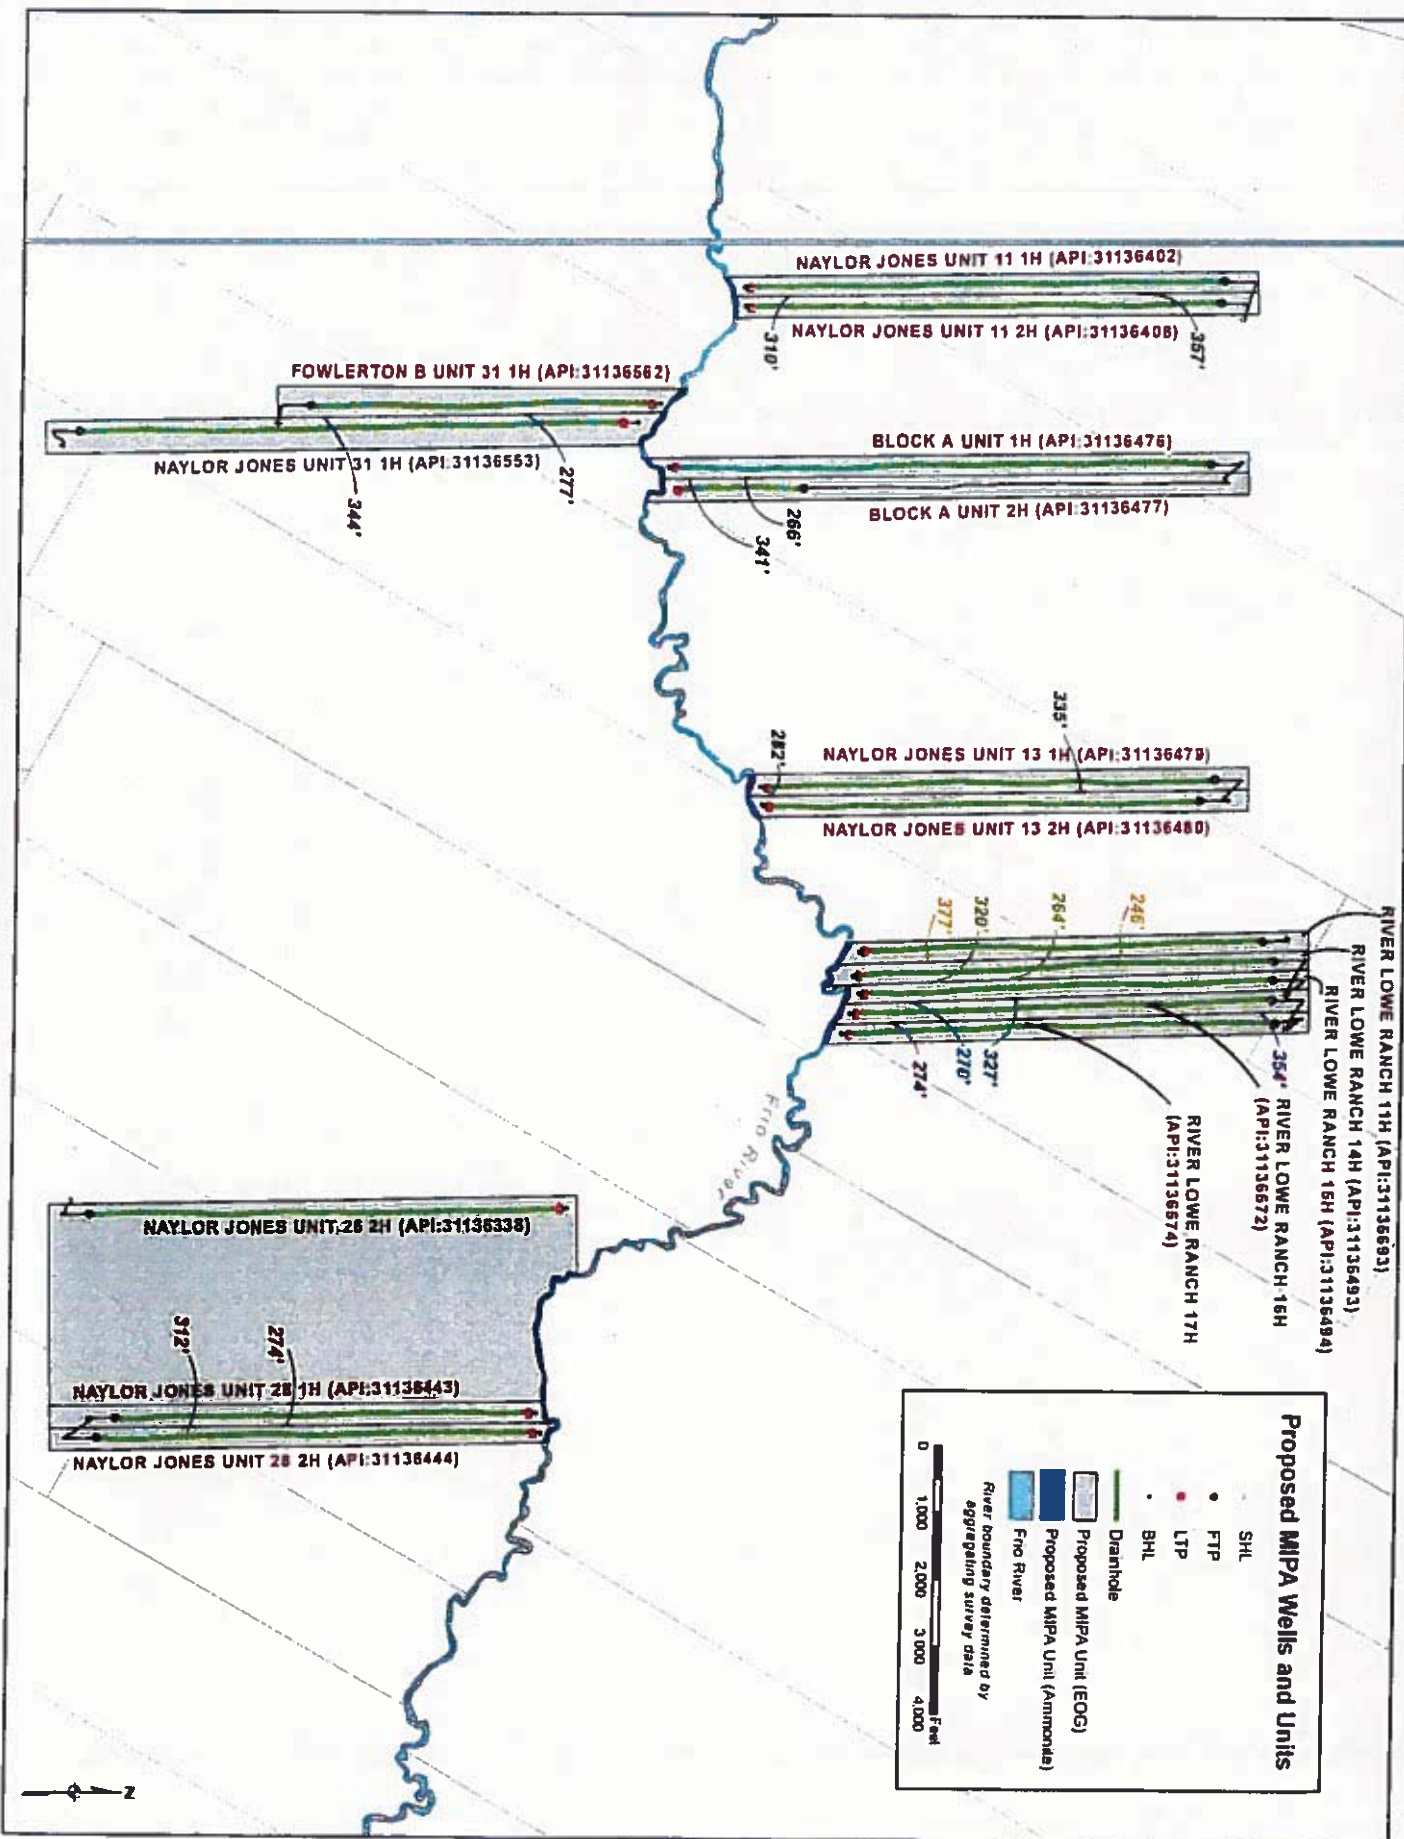 NAYLOR JONES UNIT 11 1H (API:31136402)
NAYLOR JONES UNIT 11 2H (API:31136408)
310'
357'
FOWLERTON B UNIT 31 1H (API:31136562)
NAYLOR JONES UNIT 31 1H (API:31136553)
277'
344'
BLOCK A UNIT 1H (API:31136476)
BLOCK A UNIT 2H (API:31136477)
266'
341'
335'
282'
NAYLOR JONES UNIT 13 1H (API:31136479)
NAYLOR JONES UNIT 13 2H (API:31136480)
377'
320'
264'
246'
274'
270'
327'
354'
RIVER LOWE RANCH 11H (API:31136693)
RIVER LOWE RANCH 14H (API:31136493)
RIVER LOWE RANCH 15H (API:31136494)
RIVER LOWE RANCH 16H
(API:31136672)
RIVER LOWE RANCH 17H
(API:31136674)
Frio River
NAYLOR JONES UNIT 26 2H (API:31136338)
312'
274'
NAYLOR JONES UNIT 28 1H (API:31136443)
NAYLOR JONES UNIT 28 2H (API:31136444)
Proposed MIPA Wells and Units
SHL
FTP
LTP
BHL
Drainhole
Proposed MIPA Unit (EOG)
Proposed MIPA Unit (Ammonite)
Frio River
River boundary determined by
aggregating survey data
0 1,000 2,000 3,000 4,000
Feet
N